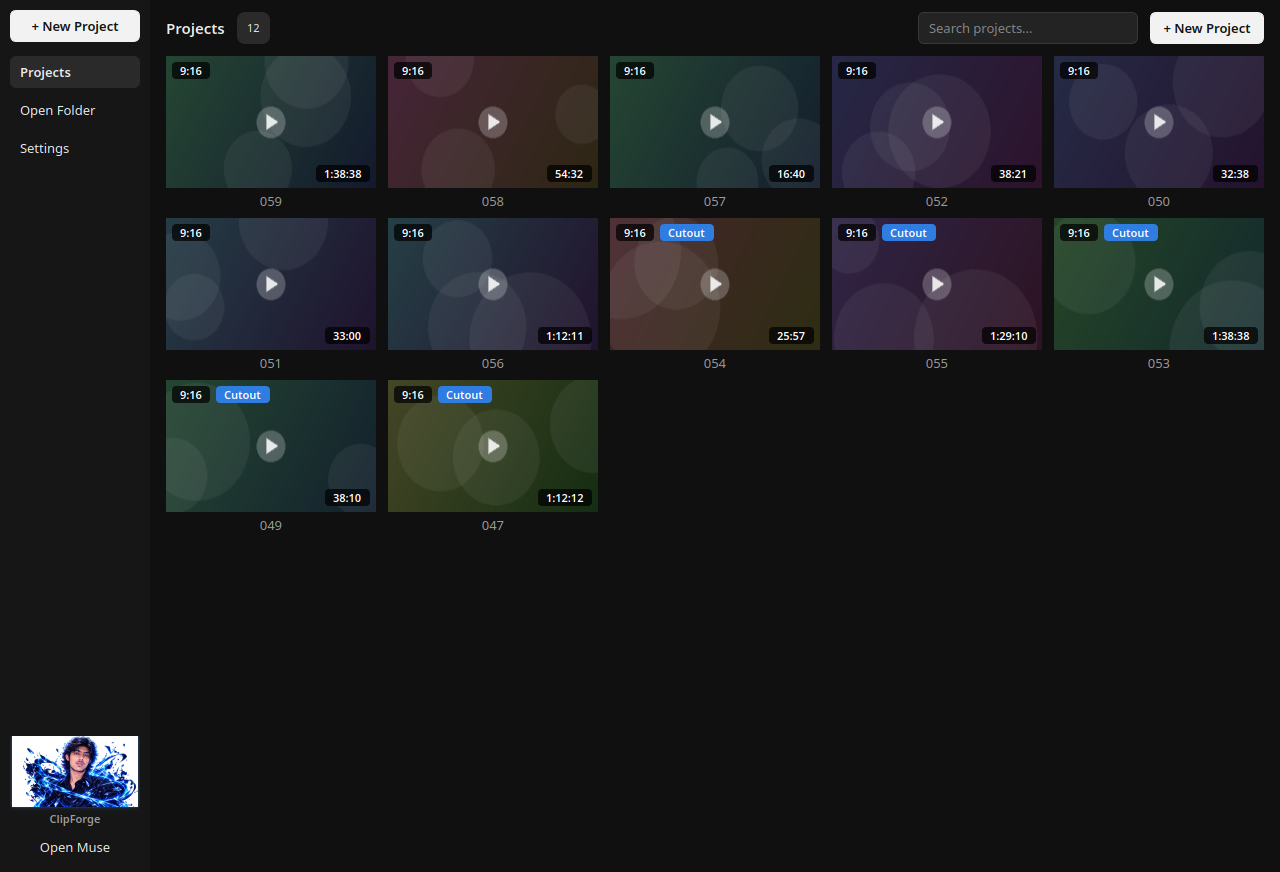 + New Project
Projects
Open Folder
Settings
ClipForge
Open Muse
Projects 12
Search projects...
+ New Project
9:16
1:38:38
059
9:16
54:32
058
9:16
16:40
057
9:16
38:21
052
9:16
32:38
050
9:16
33:00
051
9:16
1:12:11
056
9:16 Cutout
25:57
054
9:16 Cutout
1:29:10
055
9:16 Cutout
1:38:38
053
9:16 Cutout
38:10
049
9:16 Cutout
1:12:12
047